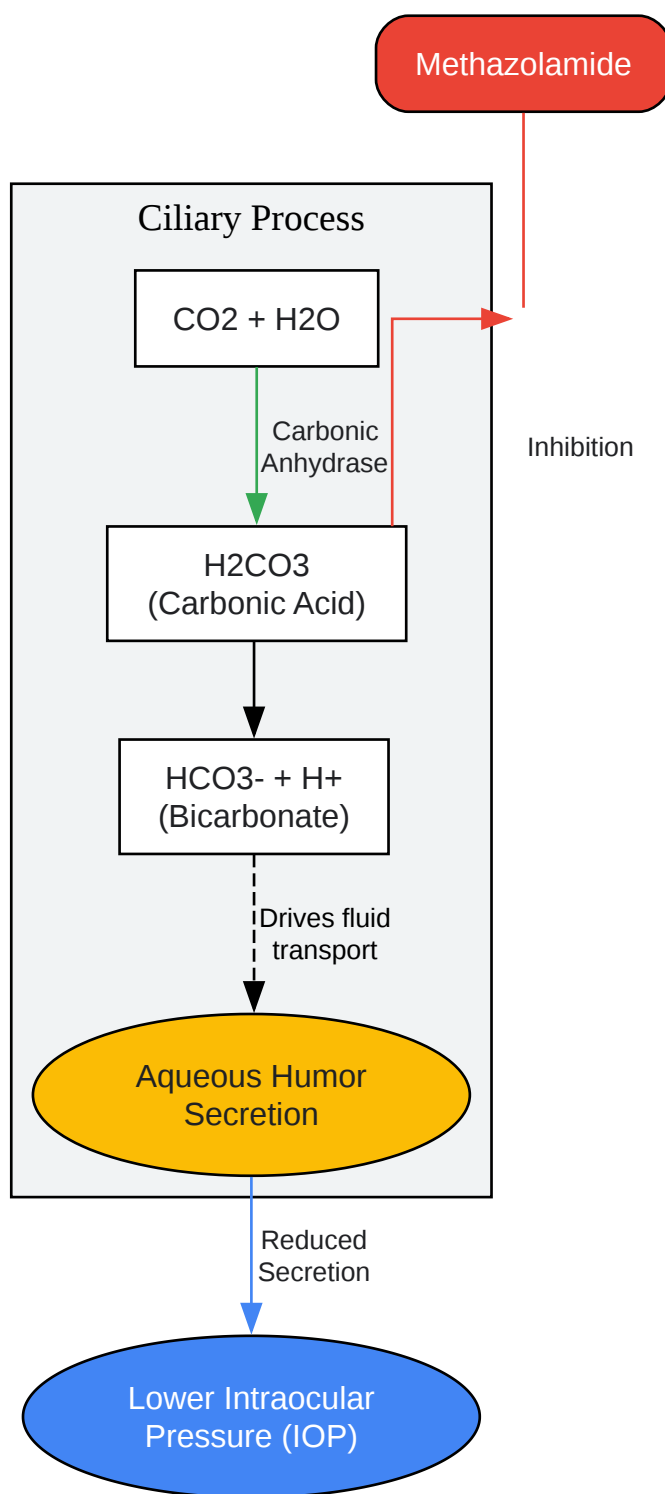 Methazolamide
Ciliary Process
CO2 + H2O
Carbonic
Anhydrase
Inhibition
H2CO3
(Carbonic Acid)
HCO3- + H+
(Bicarbonate)
Drives fluid
transport
Aqueous Humor
Secretion
Reduced
Secretion
Lower Intraocular
Pressure (IOP)